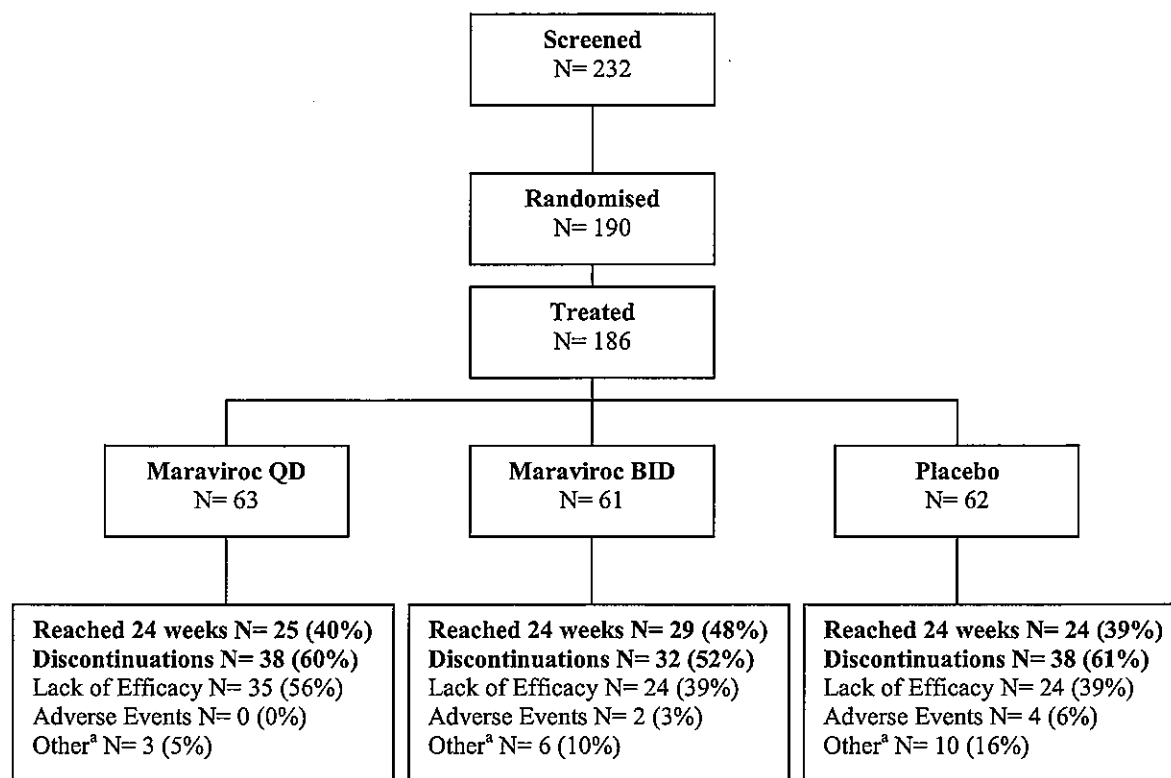 Screened
N= 232
Randomised
N= 190
Treated
N= 186
Maraviroc QD
N= 63
Maraviroc BID
N= 61
Placebo
N= 62
Reached 24 weeks N= 25 (40%)
Discontinuations N= 38 (60%)
Lack of Efficacy N= 35 (56%)
Adverse Events N= 0 (0%)
Otherᵃ N= 3 (5%)
Reached 24 weeks N= 29 (48%)
Discontinuations N= 32 (52%)
Lack of Efficacy N= 24 (39%)
Adverse Events N= 2 (3%)
Otherᵃ N= 6 (10%)
Reached 24 weeks N= 24 (39%)
Discontinuations N= 38 (61%)
Lack of Efficacy N= 24 (39%)
Adverse Events N= 4 (6%)
Otherᵃ N= 10 (16%)